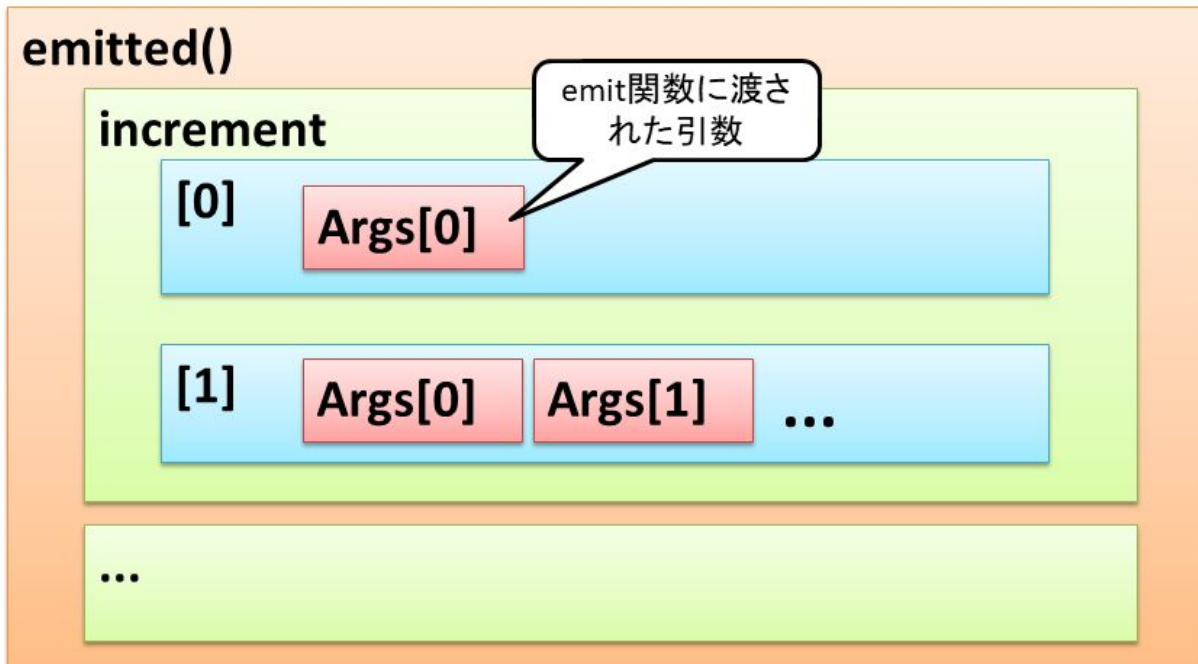 emitted()
emit関数に渡さ
れた引数
increment
[0]
Args[0]
[1]
Args[0]
Args[1]
...
...